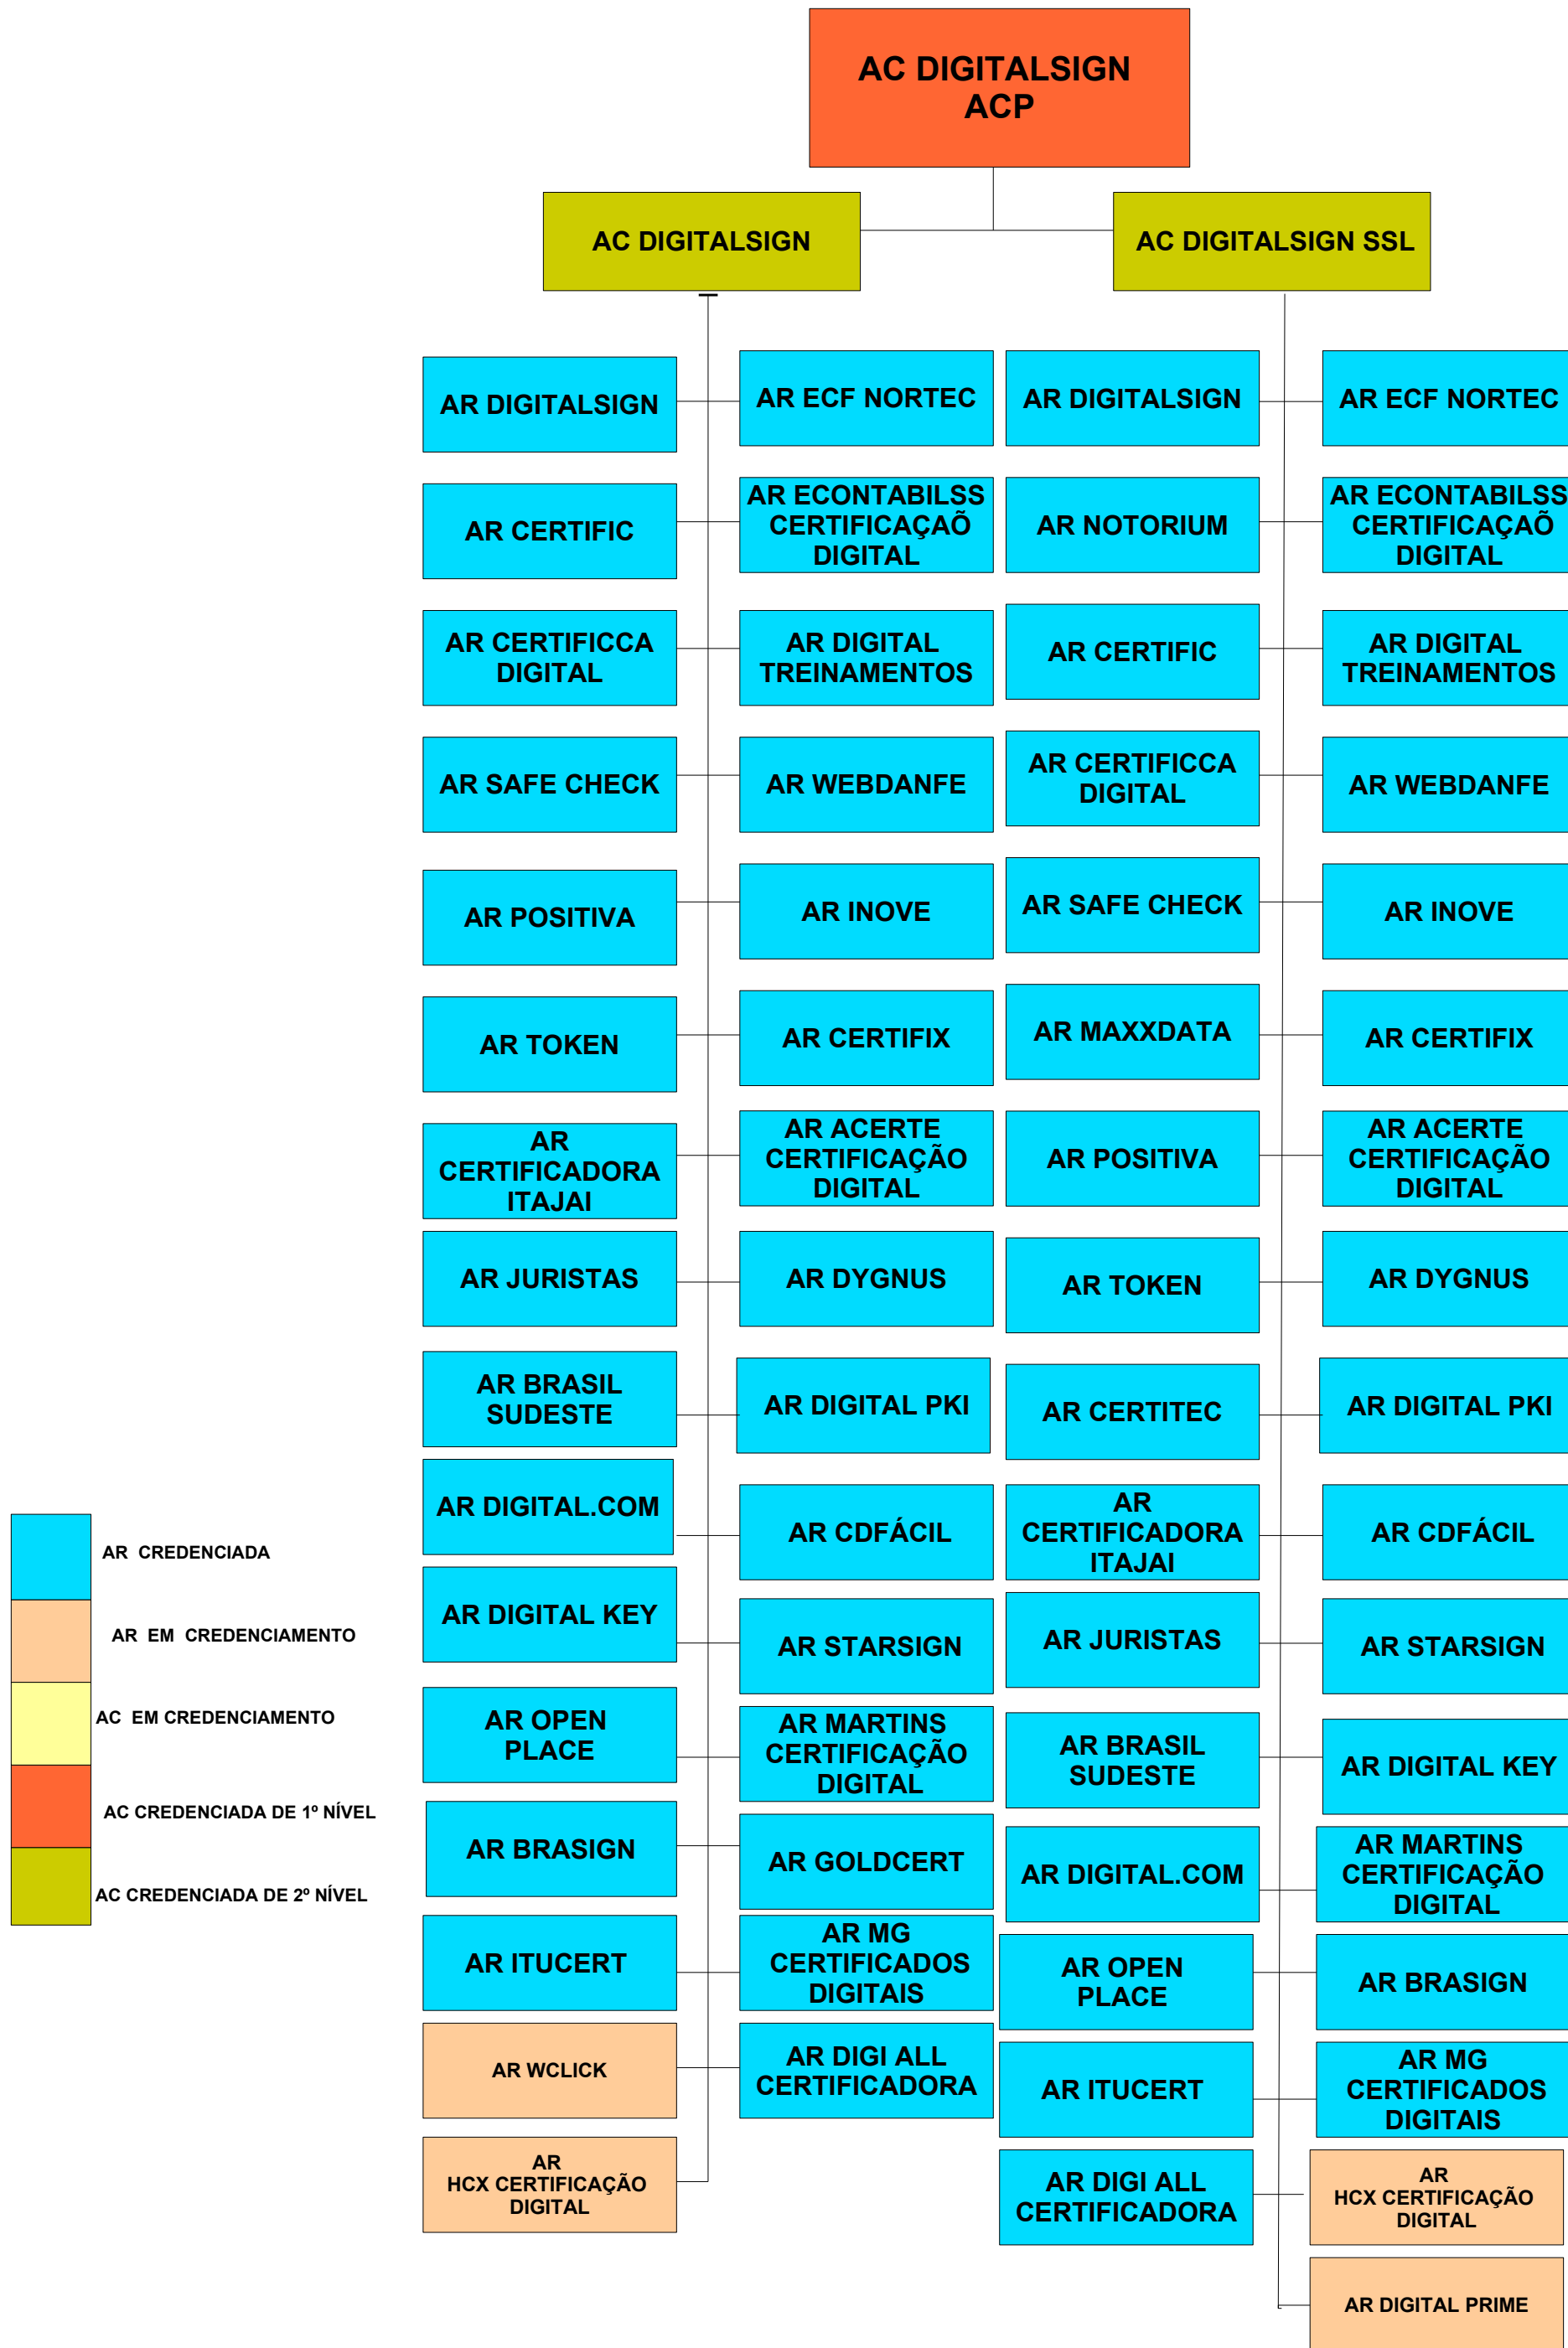 AC DIGITALSIGN
ACP
AC DIGITALSIGN
AC DIGITALSIGN SSL
AR DIGITALSIGN
AR ECF NORTEC
AR DIGITALSIGN
AR ECF NORTEC
AR CERTIFIC
AR ECONTABILSS
CERTIFICAÇAÕ
DIGITAL
AR NOTORIUM
AR ECONTABILSS
CERTIFICAÇAÕ
DIGITAL
AR CERTIFICCA
DIGITAL
AR DIGITAL
TREINAMENTOS
AR CERTIFIC
AR DIGITAL
TREINAMENTOS
AR SAFE CHECK
AR WEBDANFE
AR CERTIFICCA
DIGITAL
AR WEBDANFE
AR POSITIVA
AR INOVE
AR SAFE CHECK
AR INOVE
AR TOKEN
AR CERTIFIX
AR MAXXDATA
AR CERTIFIX
AR
CERTIFICADORA
ITAJAI
AR ACERTE
CERTIFICAÇÃO
DIGITAL
AR POSITIVA
AR ACERTE
CERTIFICAÇÃO
DIGITAL
AR JURISTAS
AR DYGNUS
AR TOKEN
AR DYGNUS
AR BRASIL
SUDESTE
AR DIGITAL PKI
AR CERTITEC
AR DIGITAL PKI
AR DIGITAL.COM
AR CDFÁCIL
AR
CERTIFICADORA
ITAJAI
AR CDFÁCIL
AR DIGITAL KEY
AR STARSIGN
AR JURISTAS
AR STARSIGN
AR OPEN
PLACE
AR MARTINS
CERTIFICAÇÃO
DIGITAL
AR BRASIL
SUDESTE
AR DIGITAL KEY
AR BRASIGN
AR GOLDCERT
AR DIGITAL.COM
AR MARTINS
CERTIFICAÇÃO
DIGITAL
AR ITUCERT
AR MG
CERTIFICADOS
DIGITAIS
AR OPEN
PLACE
AR BRASIGN
AR WCLICK
AR DIGI ALL
CERTIFICADORA
AR ITUCERT
AR MG
CERTIFICADOS
DIGITAIS
AR
HCX CERTIFICAÇÃO
DIGITAL
AR DIGI ALL
CERTIFICADORA
AR
HCX CERTIFICAÇÃO
DIGITAL
AR DIGITAL PRIME
AR CREDENCIADA
AR EM CREDENCIAMENTO
AC EM CREDENCIAMENTO
AC CREDENCIADA DE 1º NÍVEL
AC CREDENCIADA DE 2º NÍVEL